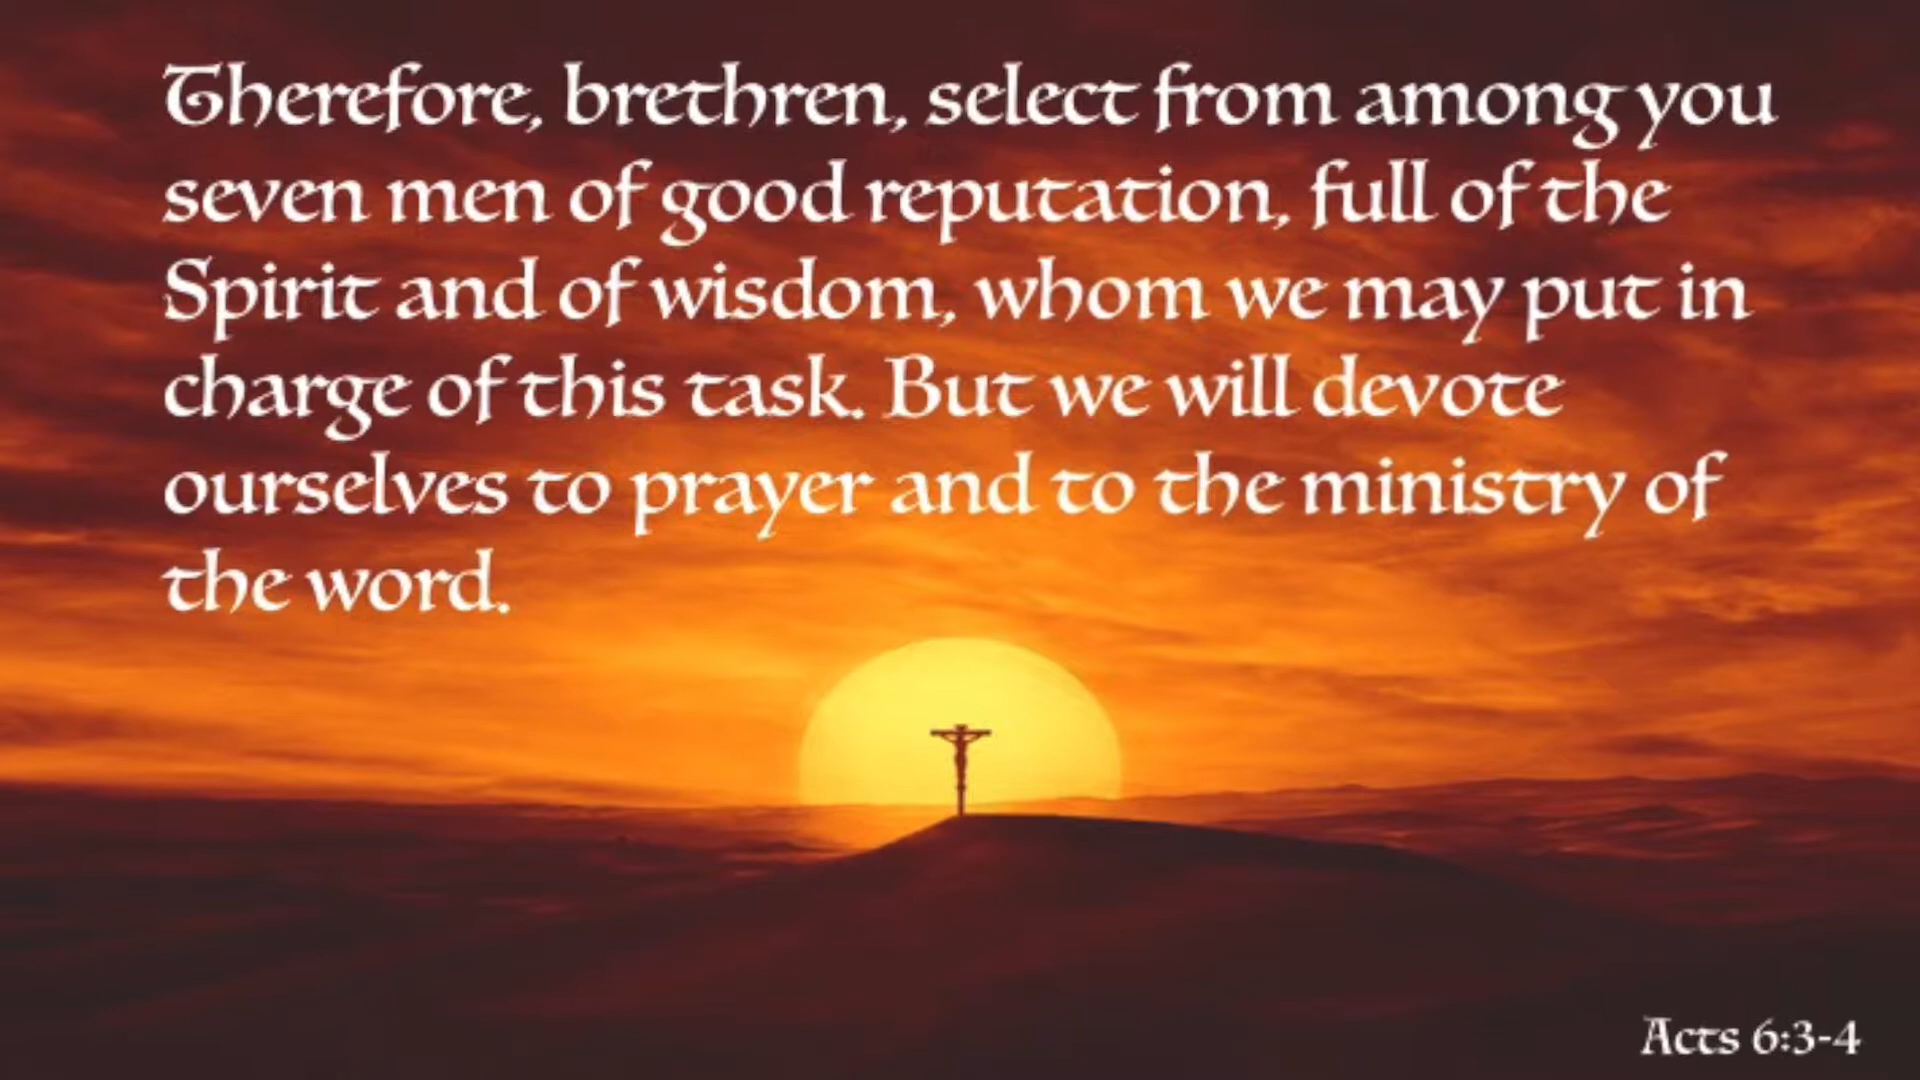 Therefore, brethren, select from among you
seven men of good reputation, full of the
Spirit and of wisdom, whom we may put in
charge of this task. But we will devote
ourselves to prayer and to the ministry of
the word.
Acts 6:3-4